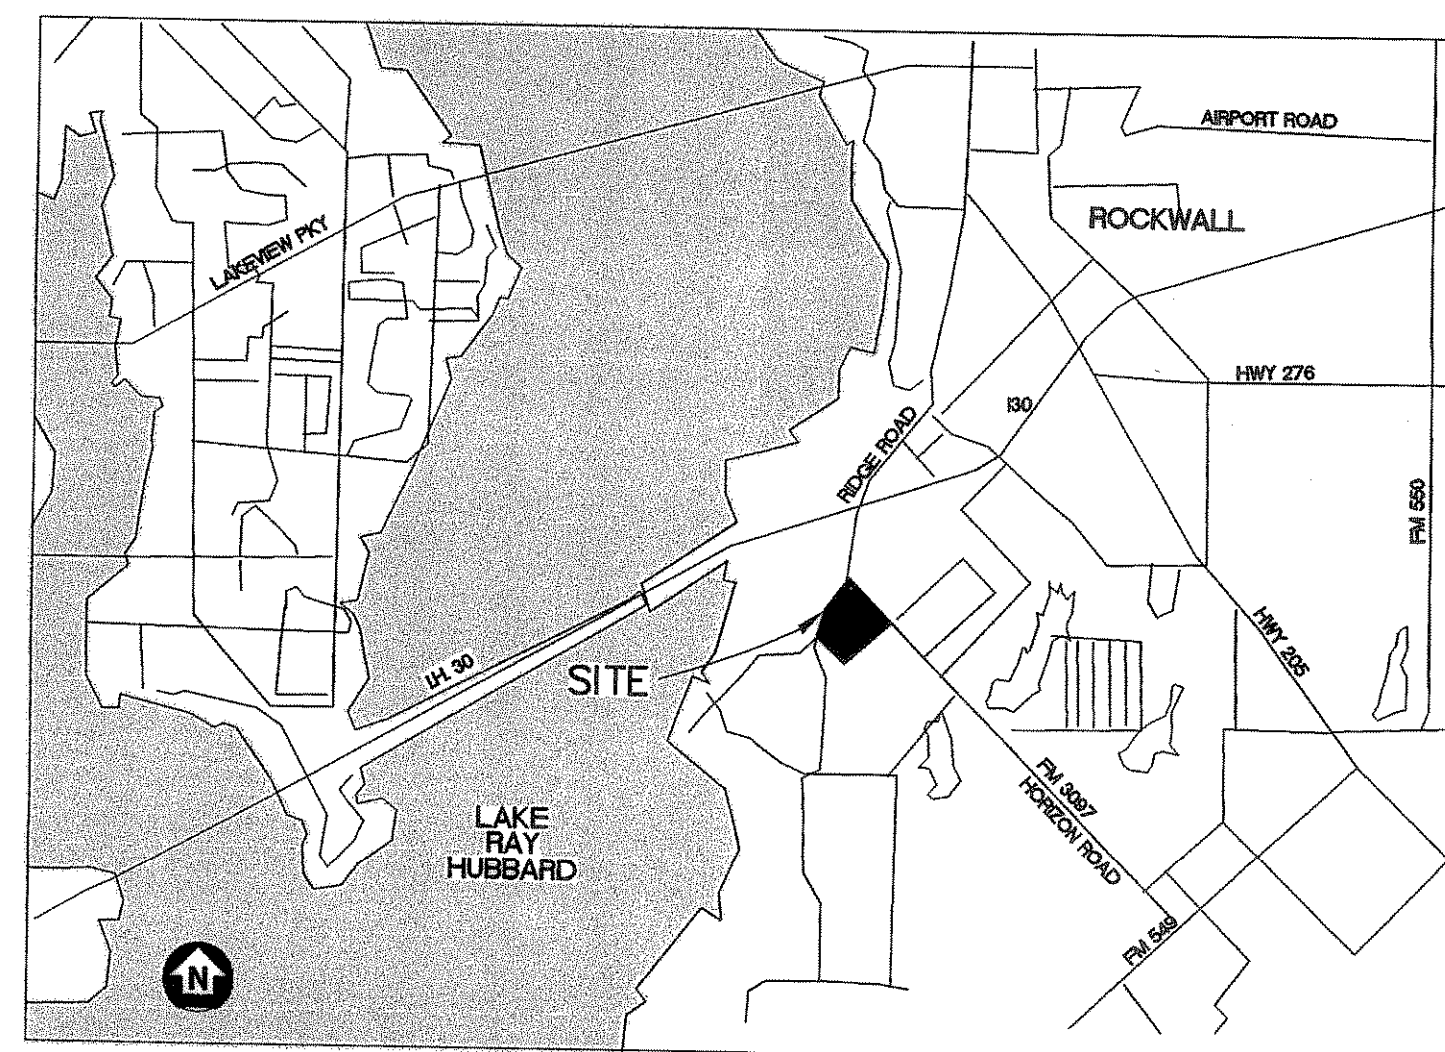 AIRPORT ROAD
ROCKWALL
LAKEVIEW PKY
HWY 276
I30
RIDGE ROAD
FM 550
I.H. 30
SITE
HWY 205
FM 3097
HORIZON ROAD
LAKE
RAY
HUBBARD
FM 549
N